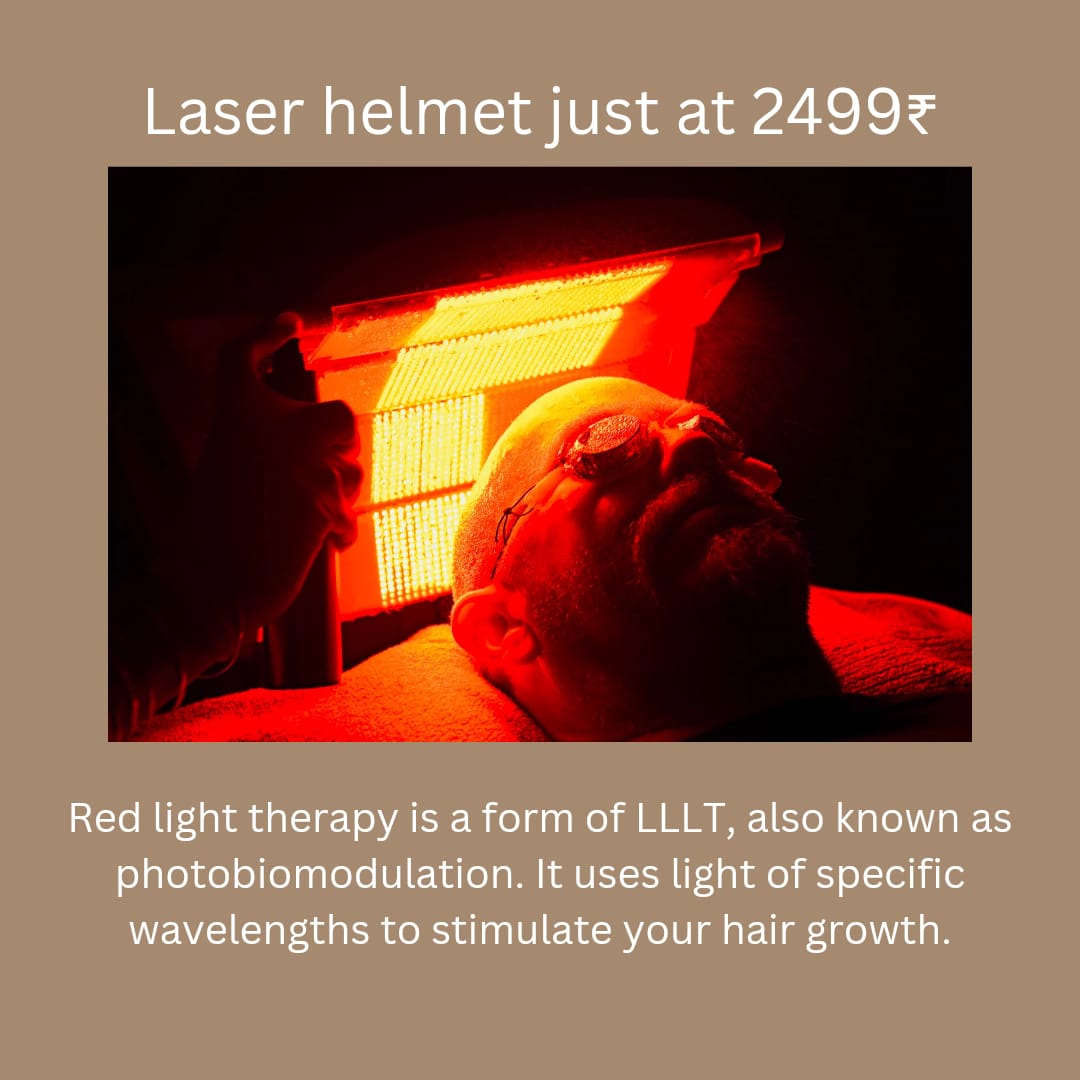 Laser helmet just at 2499₹
Red light therapy is a form of LLLT, also known as
photobiomodulation. It uses light of specific
wavelengths to stimulate your hair growth.